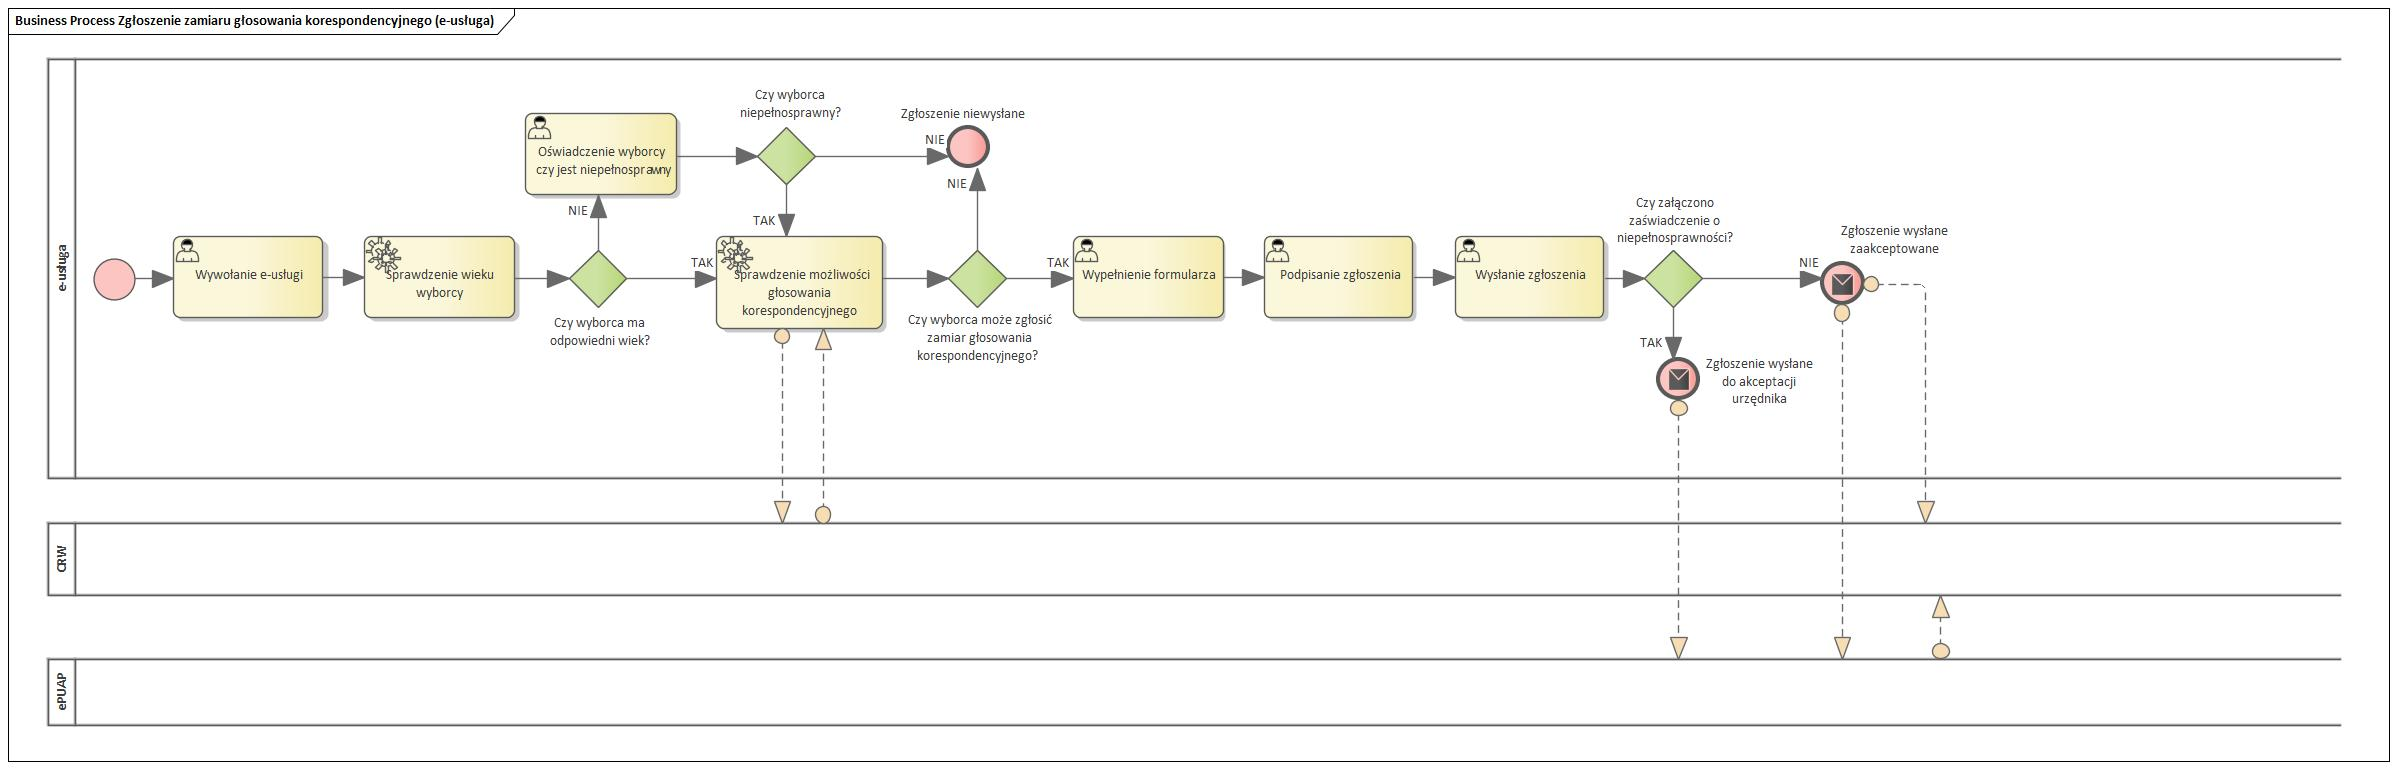 Business Process Zgłoszenie zamiaru głosowania korespondencyjnego (e-usługa)
e-usługa
Wywołanie e-usługi
Sprawdzenie wieku
wyborcy
Czy wyborca ma
odpowiedni wiek?
NIE
Oświadczenie wyborcy
czy jest niepełnosprawny
Czy wyborca
niepełnosprawny?
NIE
Zgłoszenie niewysłane
TAK
TAK
Sprawdzenie możliwości
głosowania
korespondencyjnego
NIE
Czy wyborca może zgłosić
zamiar głosowania
korespondencyjnego?
TAK
Wypełnienie formularza
Podpisanie zgłoszenia
Wysłanie zgłoszenia
Czy załączono
zaświadczenie o
niepełnosprawności?
NIE
Zgłoszenie wysłane
zaakceptowane
TAK
Zgłoszenie wysłane
do akceptacji
urzędnika
CRW
ePUAP